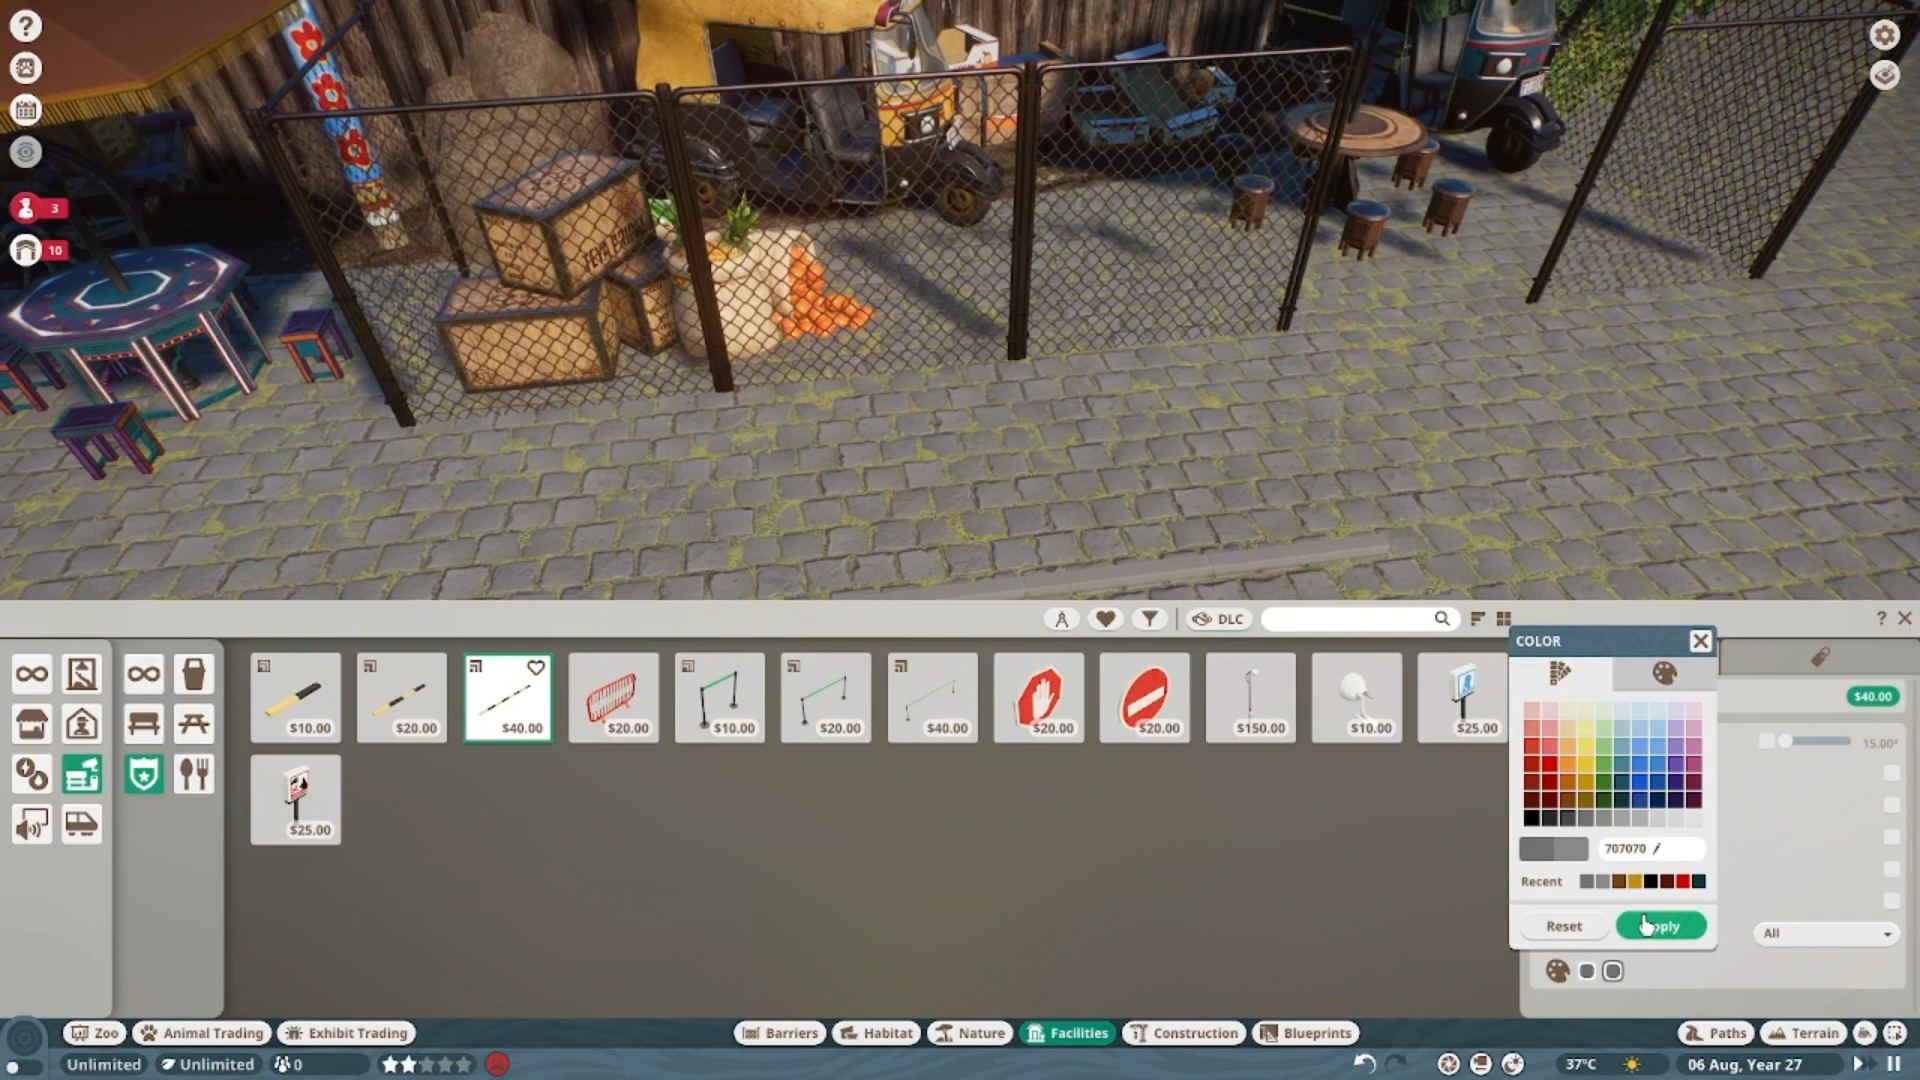 ?
3
10
DLC
?
COLOR
$10.00
$20.00
$40.00
$20.00
$10.00
$20.00
$40.00
$20.00
$20.00
$150.00
$10.00
$25.00
$40.00
15.00°
$25.00
707070
Recent
Reset
All
Zoo
Animal Trading
Exhibit Trading
Barriers
Habitat
Nature
Facilities
Construction
Blueprints
Paths
Terrain
Unlimited
Unlimited
0
37°C
06 Aug, Year 27